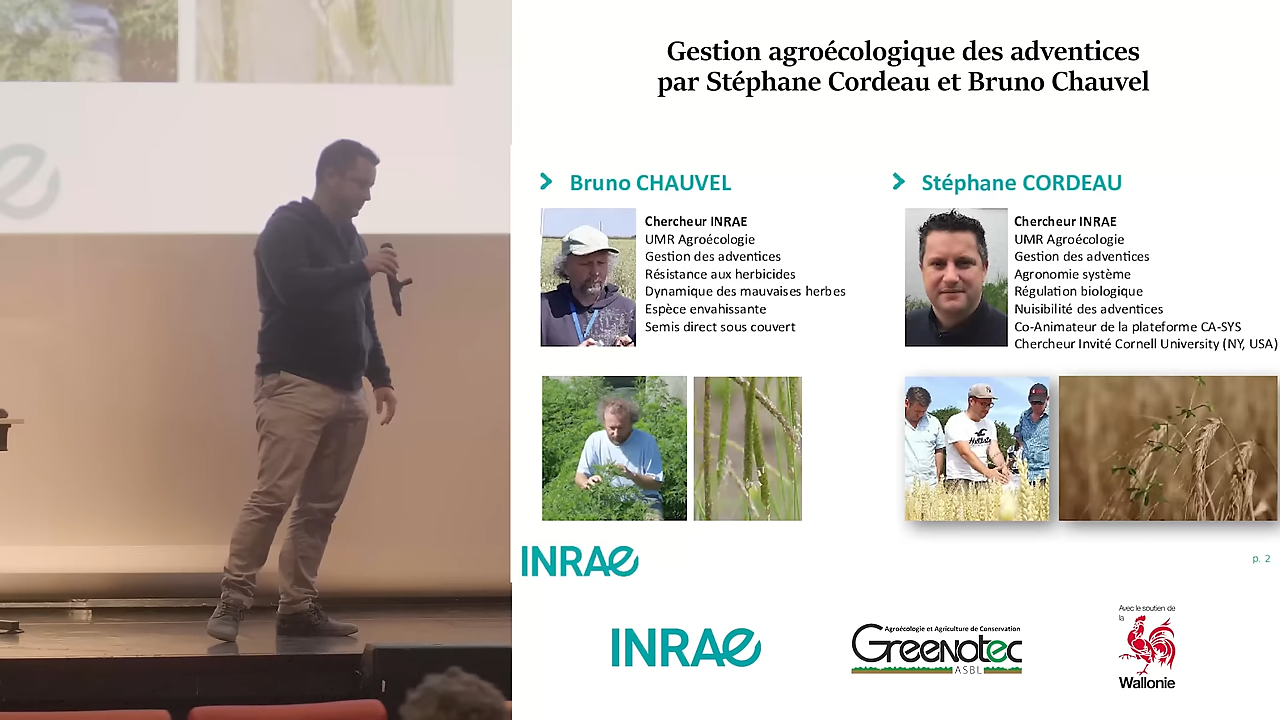 Gestion agroécologique des adventices
par Stéphane Cordeau et Bruno Chauvel
Bruno CHAUVEL
Chercheur INRAE
UMR Agroécologie
Gestion des adventices
Résistance aux herbicides
Dynamique des mauvaises herbes
Espèce envahissante
Semis direct sous couvert
Stéphane CORDEAU
Chercheur INRAE
UMR Agroécologie
Gestion des adventices
Agronomie système
Régulation biologique
Nuisibilité des adventices
Co-Animateur de la plateforme CA-SYS
Chercheur Invité Cornell University (NY, USA)
INRAE
p. 2
INRAE
Agroécologie et Agriculture de Conservation
Greenotec
ASBL
Avec le soutien de
la
Wallonie